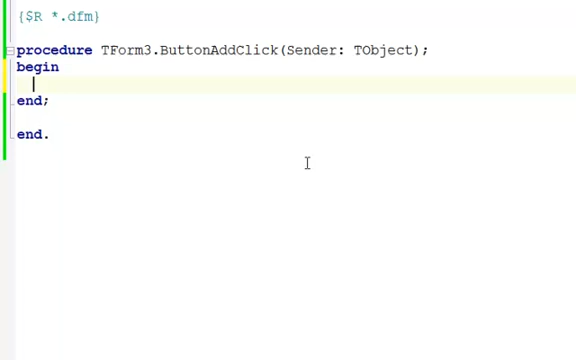 {$R *.dfm}
procedure TForm3.ButtonAddClick(Sender: TObject);
begin
end;
end.